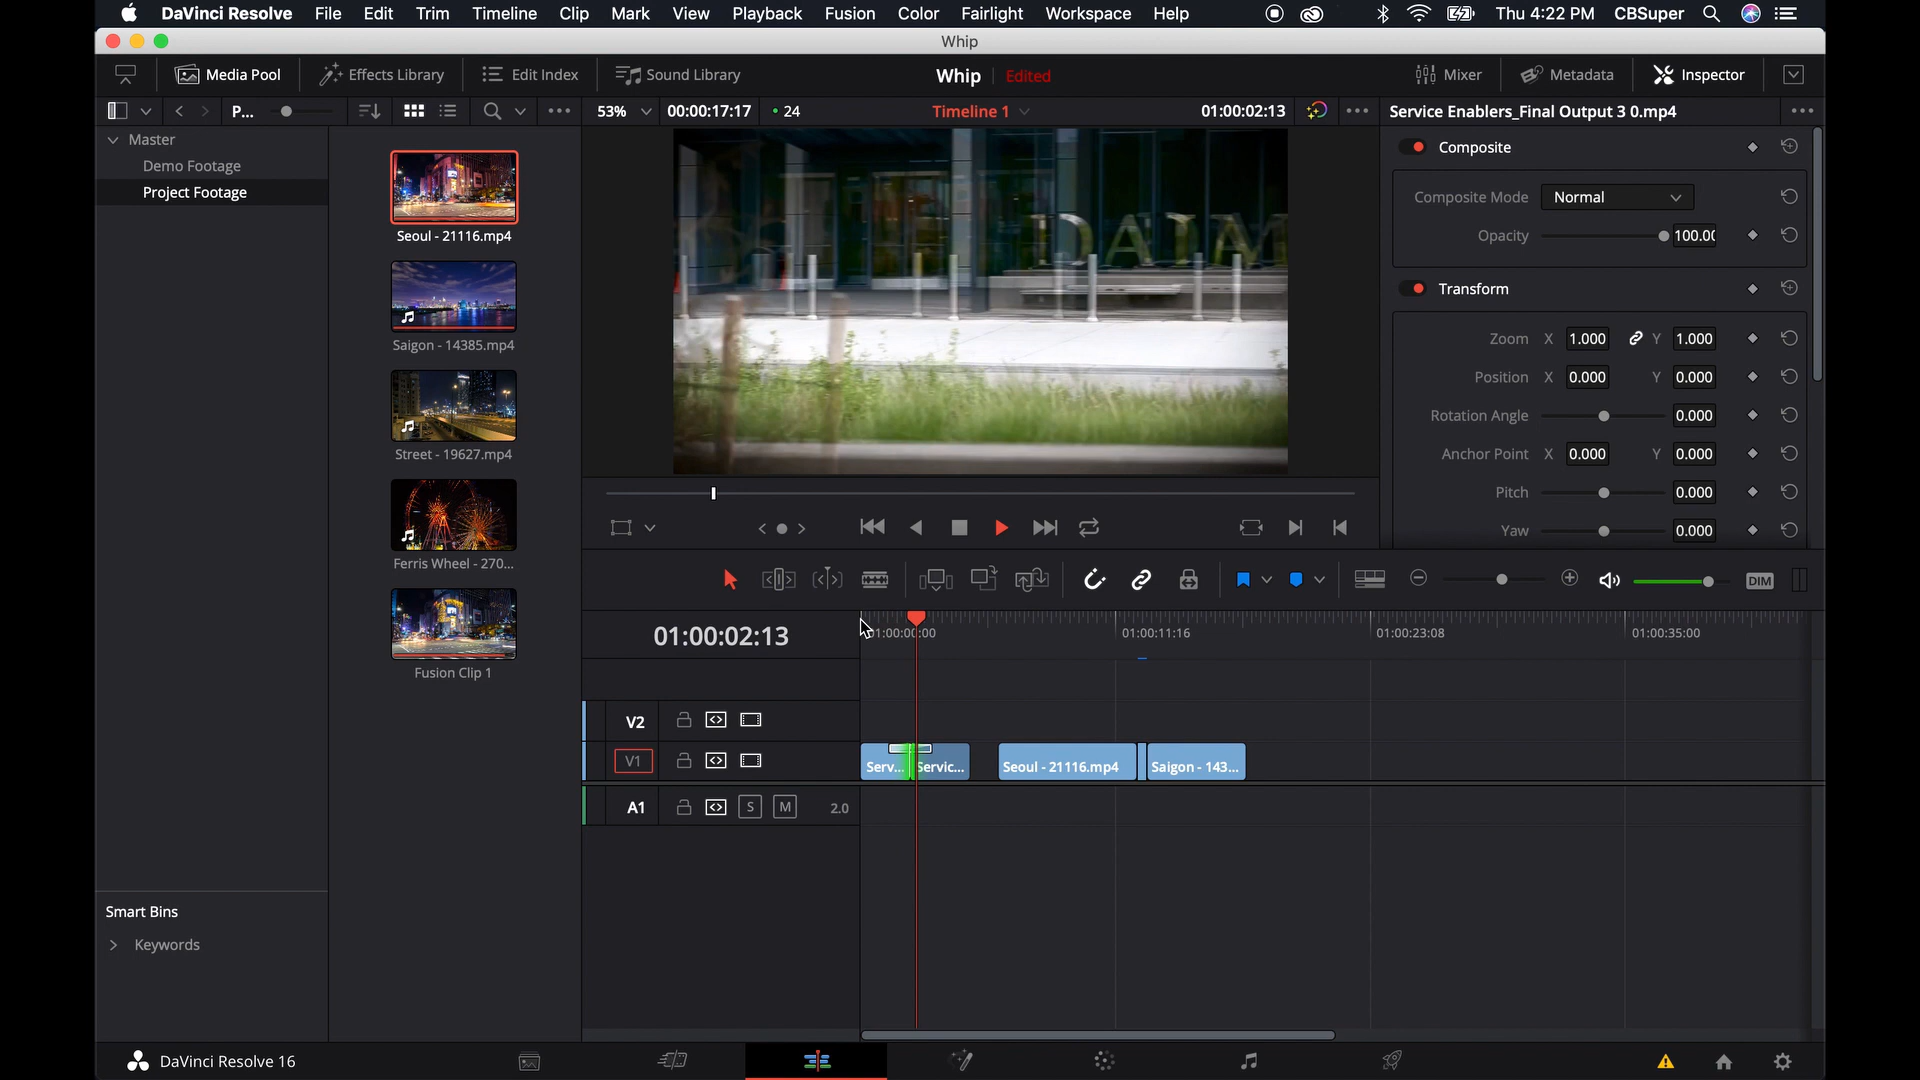 DaVinci Resolve File Edit Trim Timeline Clip Mark View Playback Fusion Color Fairlight Workspace Help Thu 4:22 PM CBSuper
Whip
Media Pool Effects Library Edit Index Sound Library Whip Edited Mixer Metadata Inspector
P... 53% 00:00:17:17 24 Timeline 1 01:00:02:13 Service Enablers_Final Output 3 0.mp4
Master
Demo Footage
Project Footage
Seoul - 21116.mp4
Saigon - 14385.mp4
Street - 19627.mp4
Ferris Wheel - 270...
Fusion Clip 1
Composite
Composite Mode Normal
Opacity 100.00
Transform
Zoom X 1.000 Y 1.000
Position X 0.000 Y 0.000
Rotation Angle 0.000
Anchor Point X 0.000 Y 0.000
Pitch 0.000
Yaw 0.000
DIM
01:00:02:13
01:00:00:00 01:00:11:16 01:00:23:08 01:00:35:00
V2
V1 Serv... Servic... Seoul - 21116.mp4 Saigon - 143...
A1 S M 2.0
Smart Bins
Keywords
DaVinci Resolve 16